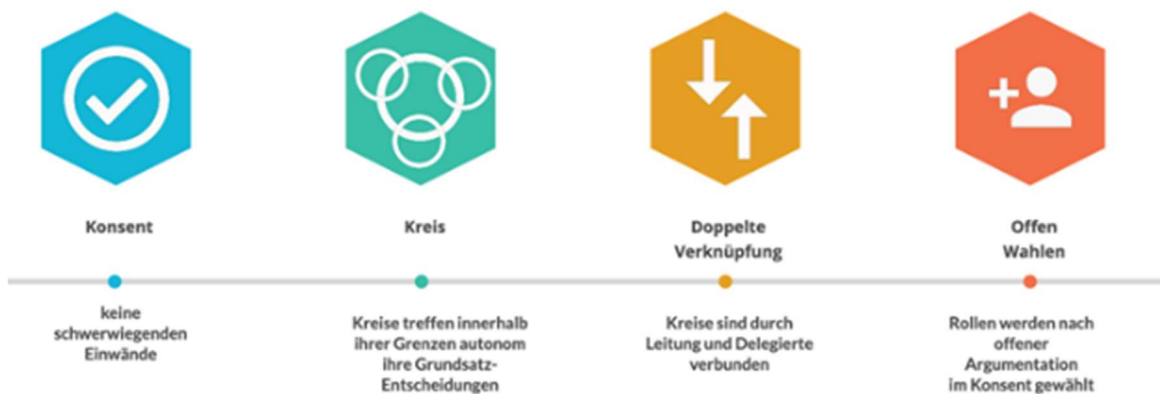 Konsent
keine
schwerwiegenden
Einwände
Kreis
Kreise treffen innerhalb
ihrer Grenzen autonom
ihre Grundsatz-
Entscheidungen
Doppelte
Verknüpfung
Kreise sind durch
Leitung und Delegierte
verbunden
Offen
Wahlen
Rollen werden nach
offener
Argumentation
im Konsent gewählt